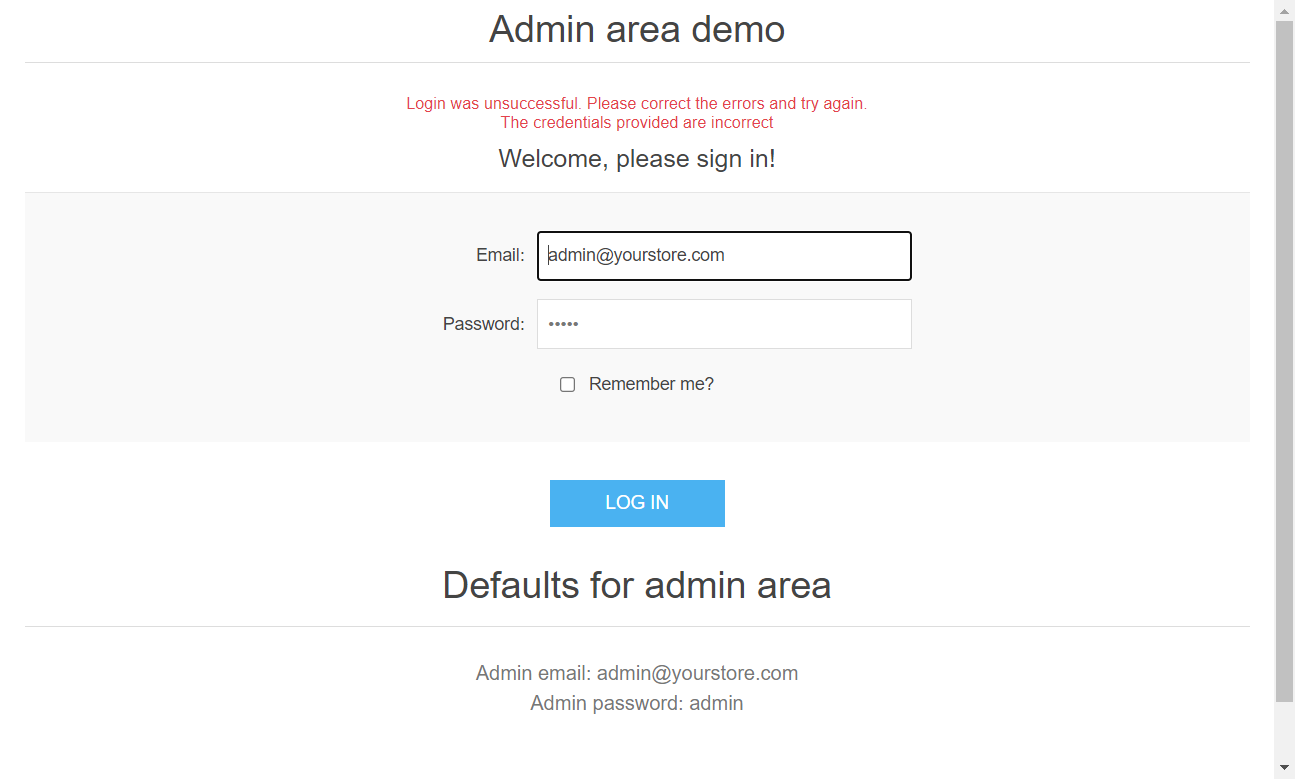 Admin area demo
Login was unsuccessful. Please correct the errors and try again.
The credentials provided are incorrect
Welcome, please sign in!
Email: admin@yourstore.com
Password: •••••
Remember me?
LOG IN
Defaults for admin area
Admin email: admin@yourstore.com
Admin password: admin